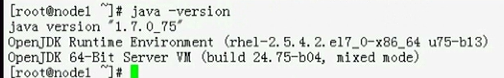 [root@node1 ~]# java -version
java version "1.7.0_75"
OpenJDK Runtime Environment (rhel-2.5.4.2.el7_0-x86_64 u75-b13)
OpenJDK 64-Bit Server VM (build 24.75-b04, mixed mode)
[root@node1 ~]#